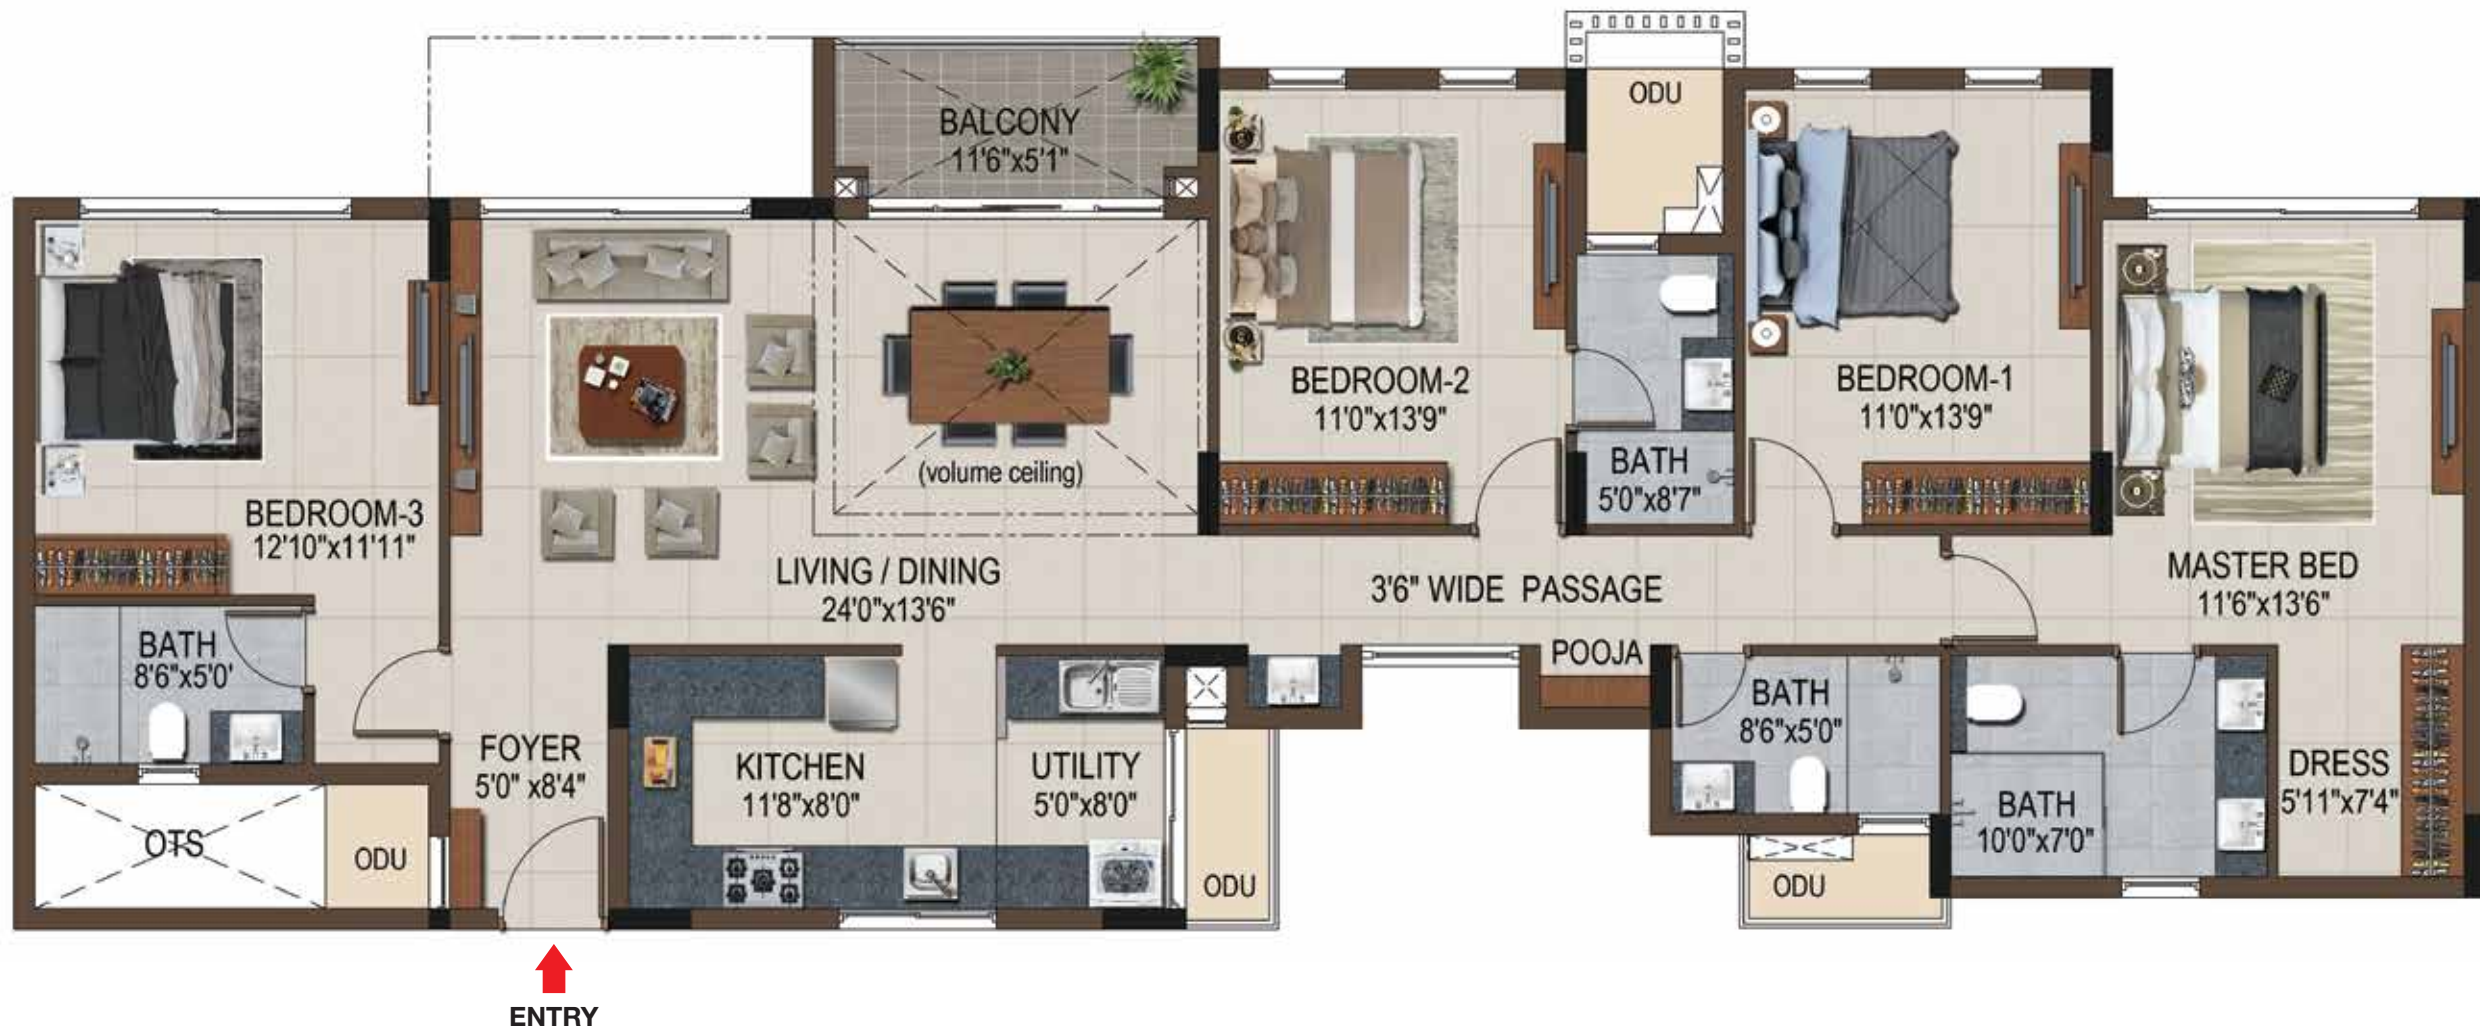 BALCONY
11'6"x5'1"
ODU
BEDROOM-2
11'0"x13'9"
BEDROOM-1
11'0"x13'9"
(volume ceiling)
BATH
5'0"x8'7"
BEDROOM-3
12'10"x11'11"
LIVING / DINING
24'0"x13'6"
3'6" WIDE PASSAGE
MASTER BED
11'6"x13'6"
BATH
8'6"x5'0'
POOJA
BATH
8'6"x5'0"
FOYER
5'0" x8'4"
KITCHEN
11'8"x8'0"
UTILITY
5'0"x8'0"
DRESS
5'11"x7'4"
BATH
10'0"x7'0"
OTS
ODU
ODU
ODU
ENTRY